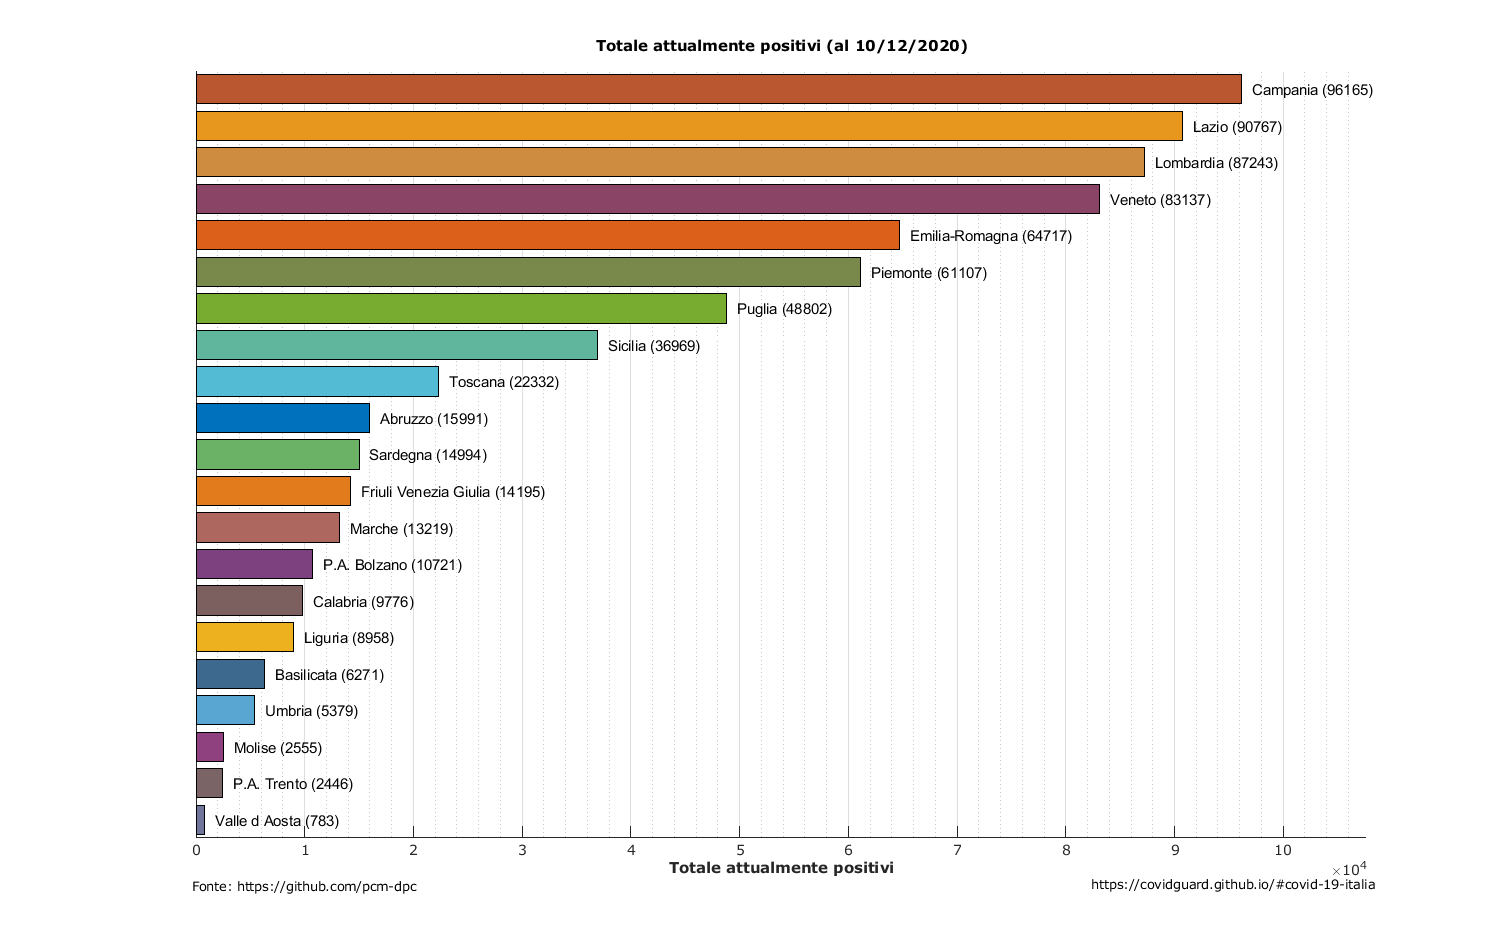 Totale attualmente positivi (al 10/12/2020)
Campania (96165)
Lazio (90767)
Lombardia (87243)
Veneto (83137)
Emilia-Romagna (64717)
Piemonte (61107)
Puglia (48802)
Sicilia (36969)
Toscana (22332)
Abruzzo (15991)
Sardegna (14994)
Friuli Venezia Giulia (14195)
Marche (13219)
P.A. Bolzano (10721)
Calabria (9776)
Liguria (8958)
Basilicata (6271)
Umbria (5379)
Molise (2555)
P.A. Trento (2446)
Valle d Aosta (783)
0 1 2 3 4 5 6 7 8 9 10
×10⁴
Totale attualmente positivi
Fonte: https://github.com/pcm-dpc
https://covidguard.github.io/#covid-19-italia